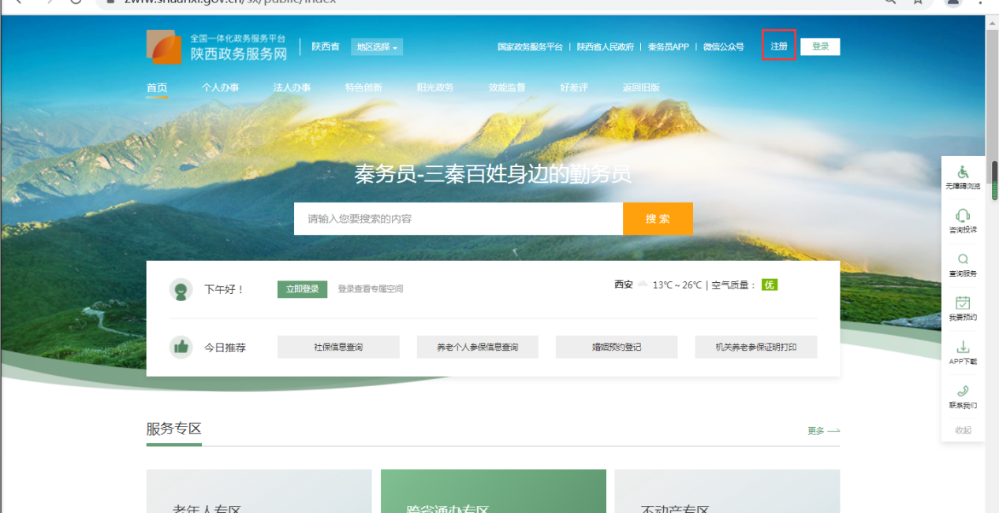 zwfw.shaanxi.gov.cn/sx/public/index
全国一体化政务服务平台
陕西政务服务网
陕西省
地区选择
国家政务服务平台 | 陕西省人民政府 | 秦务员APP | 微信公众号
注册
登录
首页 个人办事 法人办事 特色创新 阳光政务 效能监督 好差评 返回旧版
秦务员-三秦百姓身边的勤务员
请输入您要搜索的内容
搜索
下午好！
立即登录
登录查看专属空间
西安 13℃~26℃ | 空气质量： 优
今日推荐
社保信息查询
养老个人参保信息查询
婚姻预约登记
机关养老参保证明打印
无障碍浏览
咨询投诉
查询服务
我要预约
APP下载
联系我们
收起
服务专区
更多
老年人专区
跨省通办专区
不动产专区